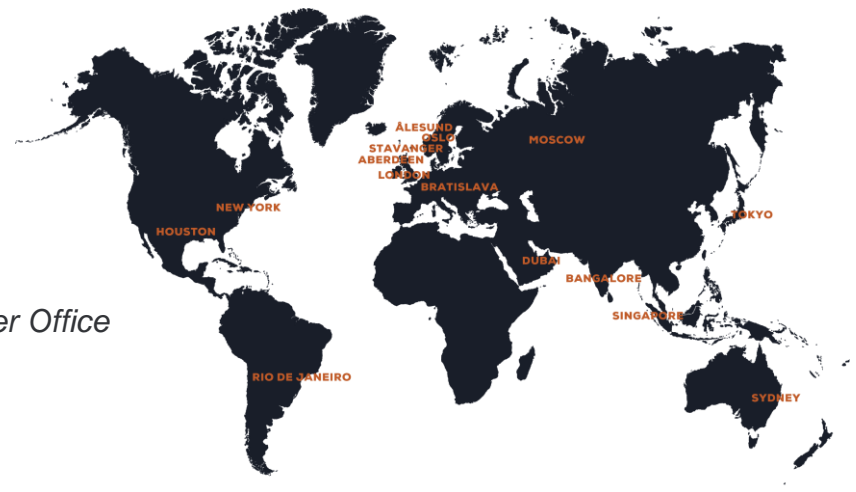 ÅLESUND
OSLO
MOSCOW
STAVANGER
ABERDEEN
LONDON
BRATISLAVA
NEW YORK
TOKYO
HOUSTON
DUBAI
BANGALORE
SINGAPORE
er Office
RIO DE JANEIRO
SYDNEY